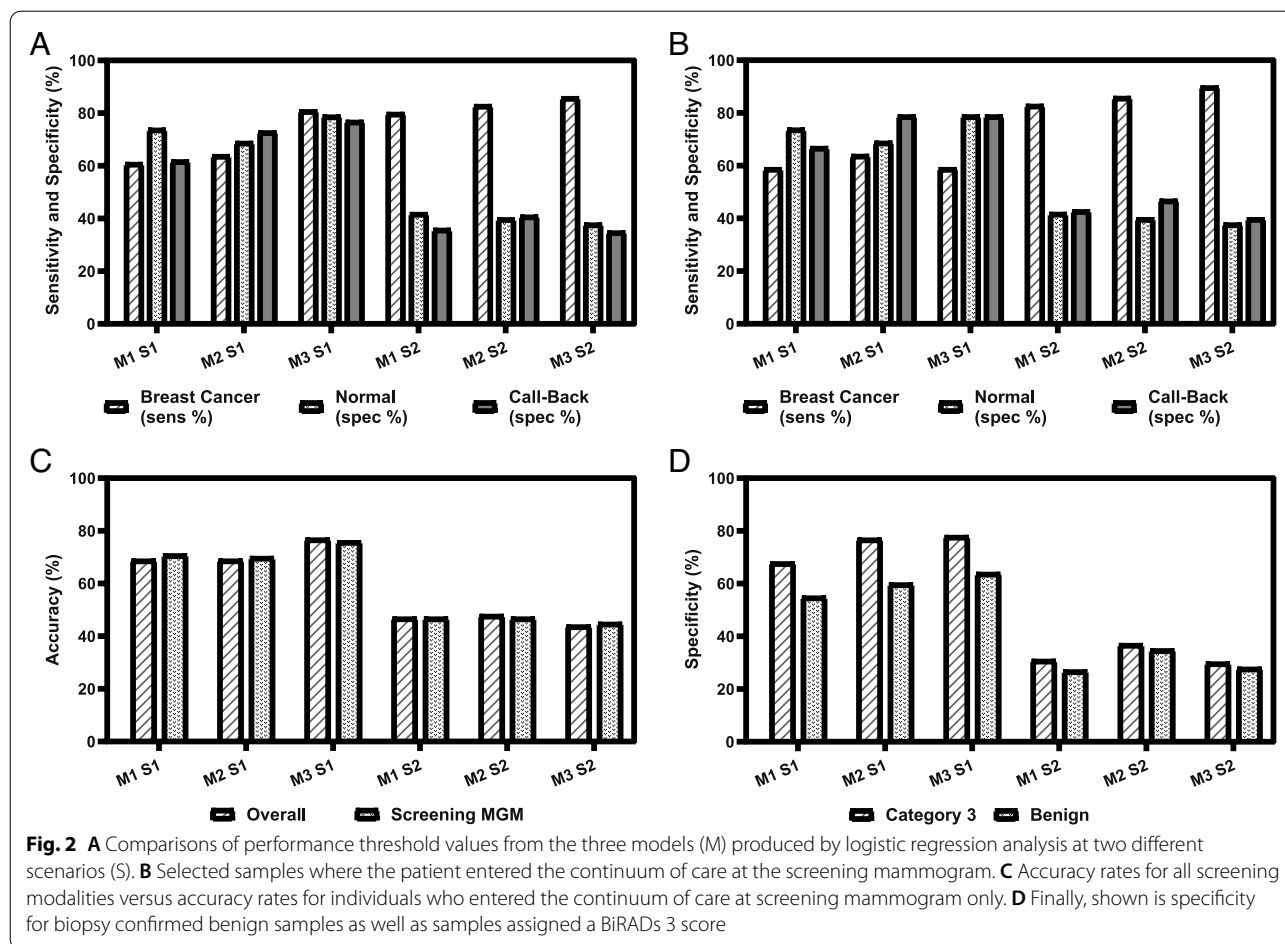 A
Sensitivity and Specificity (%)
100
80
60
40
20
0
M1 S1
M2 S1
M3 S1
M1 S2
M2 S2
M3 S2
Breast Cancer (sens %)
Normal (spec %)
Call-Back (spec %)
B
Sensitivity and Specificity (%)
100
80
60
40
20
0
M1 S1
M2 S1
M3 S1
M1 S2
M2 S2
M3 S2
Breast Cancer (sens %)
Normal (spec %)
Call-Back (spec %)
C
Accuracy (%)
100
80
60
40
20
0
M1 S1
M2 S1
M3 S1
M1 S2
M2 S2
M3 S2
Overall
Screening MGM
D
Specificity (%)
100
80
60
40
20
0
M1 S1
M2 S1
M3 S1
M1 S2
M2 S2
M3 S2
Category 3
Benign
Fig. 2 A Comparisons of performance threshold values from the three models (M) produced by logistic regression analysis at two different
scenarios (S). B Selected samples where the patient entered the continuum of care at the screening mammogram. C Accuracy rates for all screening
modalities versus accuracy rates for individuals who entered the continuum of care at screening mammogram only. D Finally, shown is specificity
for biopsy confirmed benign samples as well as samples assigned a BiRADs 3 score